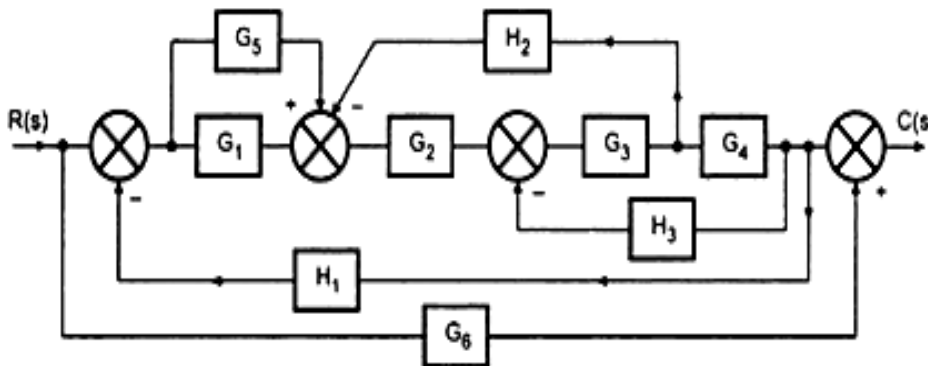 G5
H2
+
−
R(s)
G1
G2
G3
G4
C(s
−
−
+
H3
H1
G6